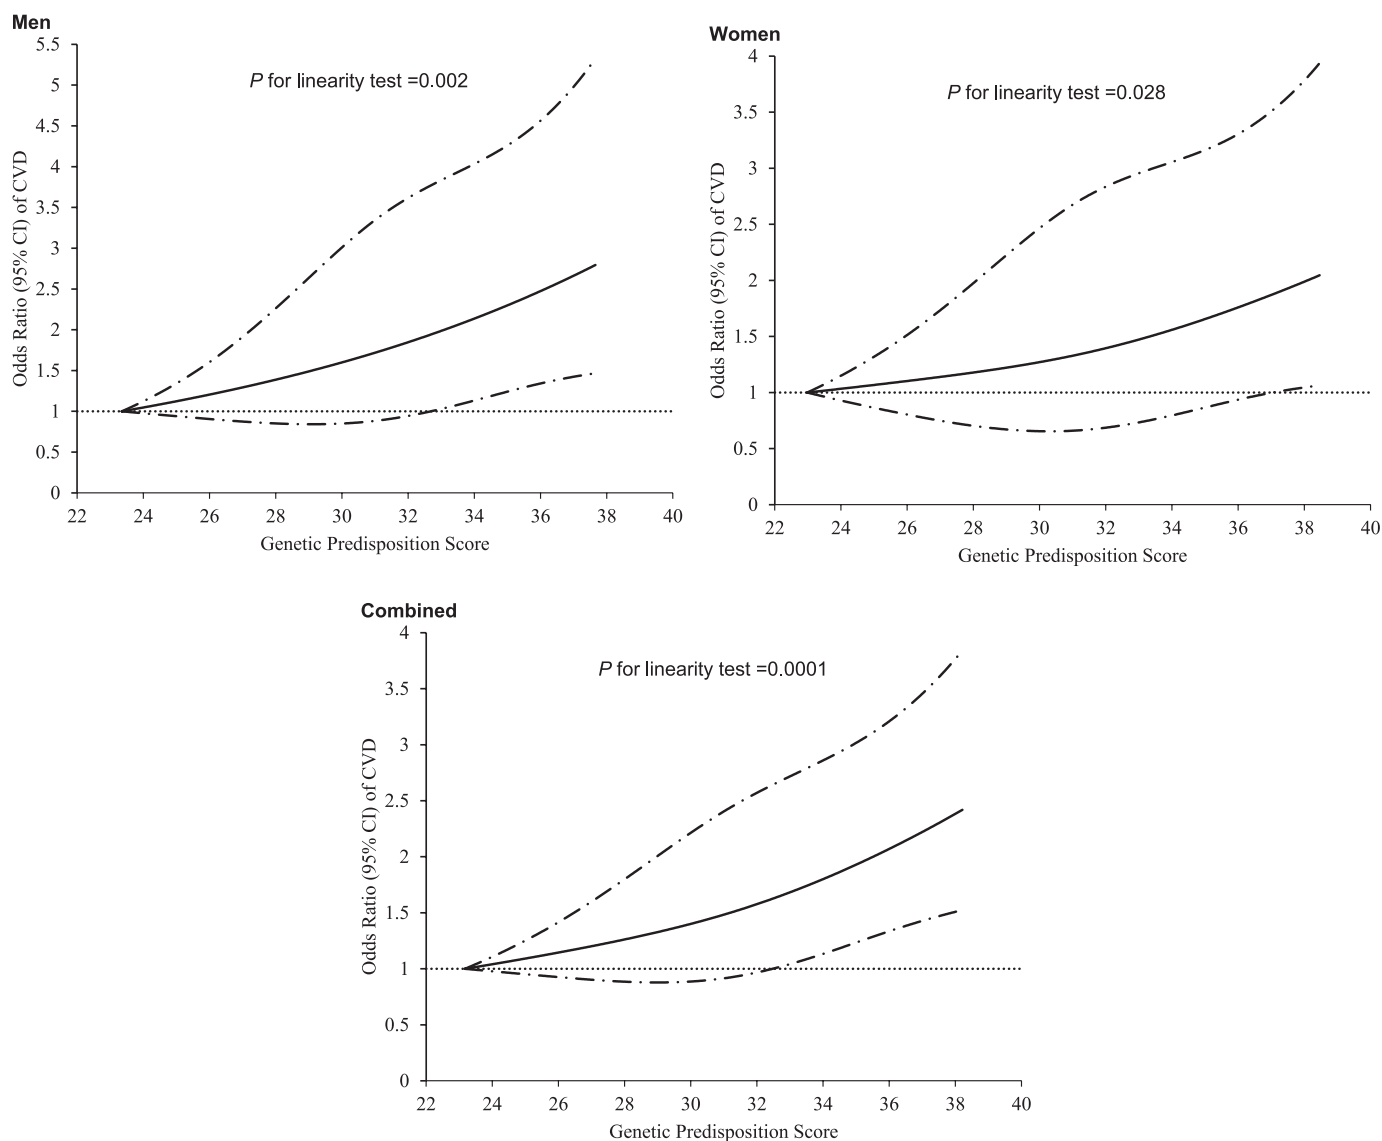 Men
P for linearity test =0.002
Odds Ratio (95% CI) of CVD
5.5
5
4.5
4
3.5
3
2.5
2
1.5
1
0.5
0
22 24 26 28 30 32 34 36 38 40
Genetic Predisposition Score
Women
P for linearity test =0.028
Odds Ratio (95% CI) of CVD
4
3.5
3
2.5
2
1.5
1
0.5
0
22 24 26 28 30 32 34 36 38 40
Genetic Predisposition Score
Combined
P for linearity test =0.0001
Odds Ratio (95% CI) of CVD
4
3.5
3
2.5
2
1.5
1
0.5
0
22 24 26 28 30 32 34 36 38 40
Genetic Predisposition Score